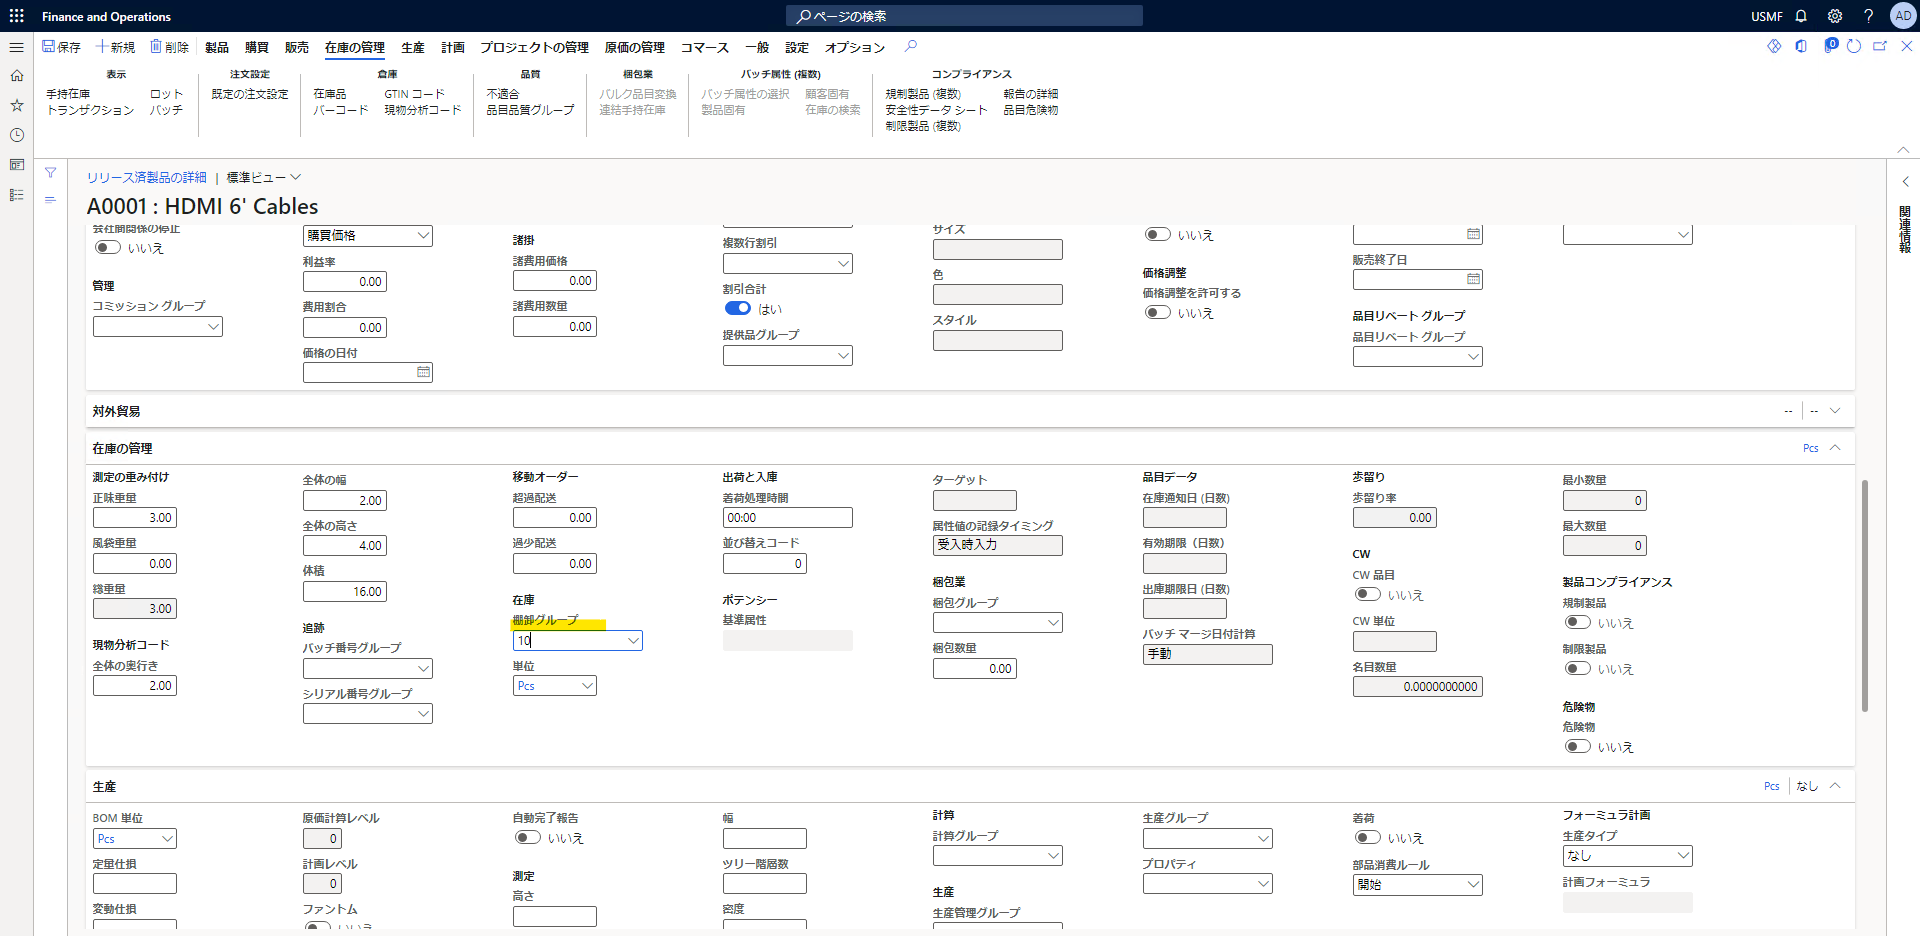 Finance and Operations
ページの検索
USMF
AD
保存
新規
削除
製品
購買
販売
在庫の管理
生産
計画
プロジェクトの管理
原価の管理
コマース
一般
設定
オプション
0
表示
手持在庫
トランザクション
ロット
バッチ
注文設定
既定の注文設定
倉庫
在庫品
バーコード
GTIN コード
現物分析コード
品質
不適合
品目品質グループ
梱包業
バルク品目変換
連結手持在庫
バッチ属性 (複数)
バッチ属性の選択
製品固有
顧客固有
在庫の検索
コンプライアンス
規制製品 (複数)
安全性データ シート
制限製品 (複数)
報告の詳細
品目危険物
リリース済製品の詳細 | 標準ビュー
A0001 : HDMI 6' Cables
関連情報
会社間関係の停止
いいえ
管理
コミッション グループ
購買価格
利益率
0.00
費用割合
0.00
価格の日付
諸掛
諸費用価格
0.00
諸費用数量
0.00
複数行割引
割引合計
はい
提供品グループ
サイズ
色
スタイル
いいえ
価格調整
価格調整を許可する
いいえ
販売終了日
品目リベート グループ
品目リベート グループ
対外貿易
-- | --
在庫の管理
Pcs
測定の重み付け
正味重量
3.00
風袋重量
0.00
総重量
3.00
現物分析コード
全体の奥行き
2.00
全体の幅
2.00
全体の高さ
4.00
体積
16.00
追跡
バッチ番号グループ
シリアル番号グループ
移動オーダー
超過配送
0.00
過少配送
0.00
在庫
棚卸グループ
10
単位
Pcs
出荷と入庫
着荷処理時間
00:00
並び替えコード
0
ポテンシー
基準属性
ターゲット
属性値の記録タイミング
受入時入力
梱包業
梱包グループ
梱包数量
0.00
品目データ
在庫通知日 (日数)
有効期限（日数）
出庫期限日 (日数)
バッチ マージ日付計算
手動
歩留り
歩留り率
0.00
CW
CW 品目
いいえ
CW 単位
名目数量
0.0000000000
最小数量
0
最大数量
0
製品コンプライアンス
規制製品
いいえ
制限製品
いいえ
危険物
危険物
いいえ
生産
Pcs | なし
BOM 単位
Pcs
定量仕損
変動仕損
原価計算レベル
0
計画レベル
0
ファントム
いいえ
自動完了報告
いいえ
測定
高さ
幅
ツリー階層数
密度
計算
計算グループ
生産
生産管理グループ
生産グループ
プロパティ
着荷
いいえ
部品消費ルール
開始
フォーミュラ計画
生産タイプ
なし
計画フォーミュラ